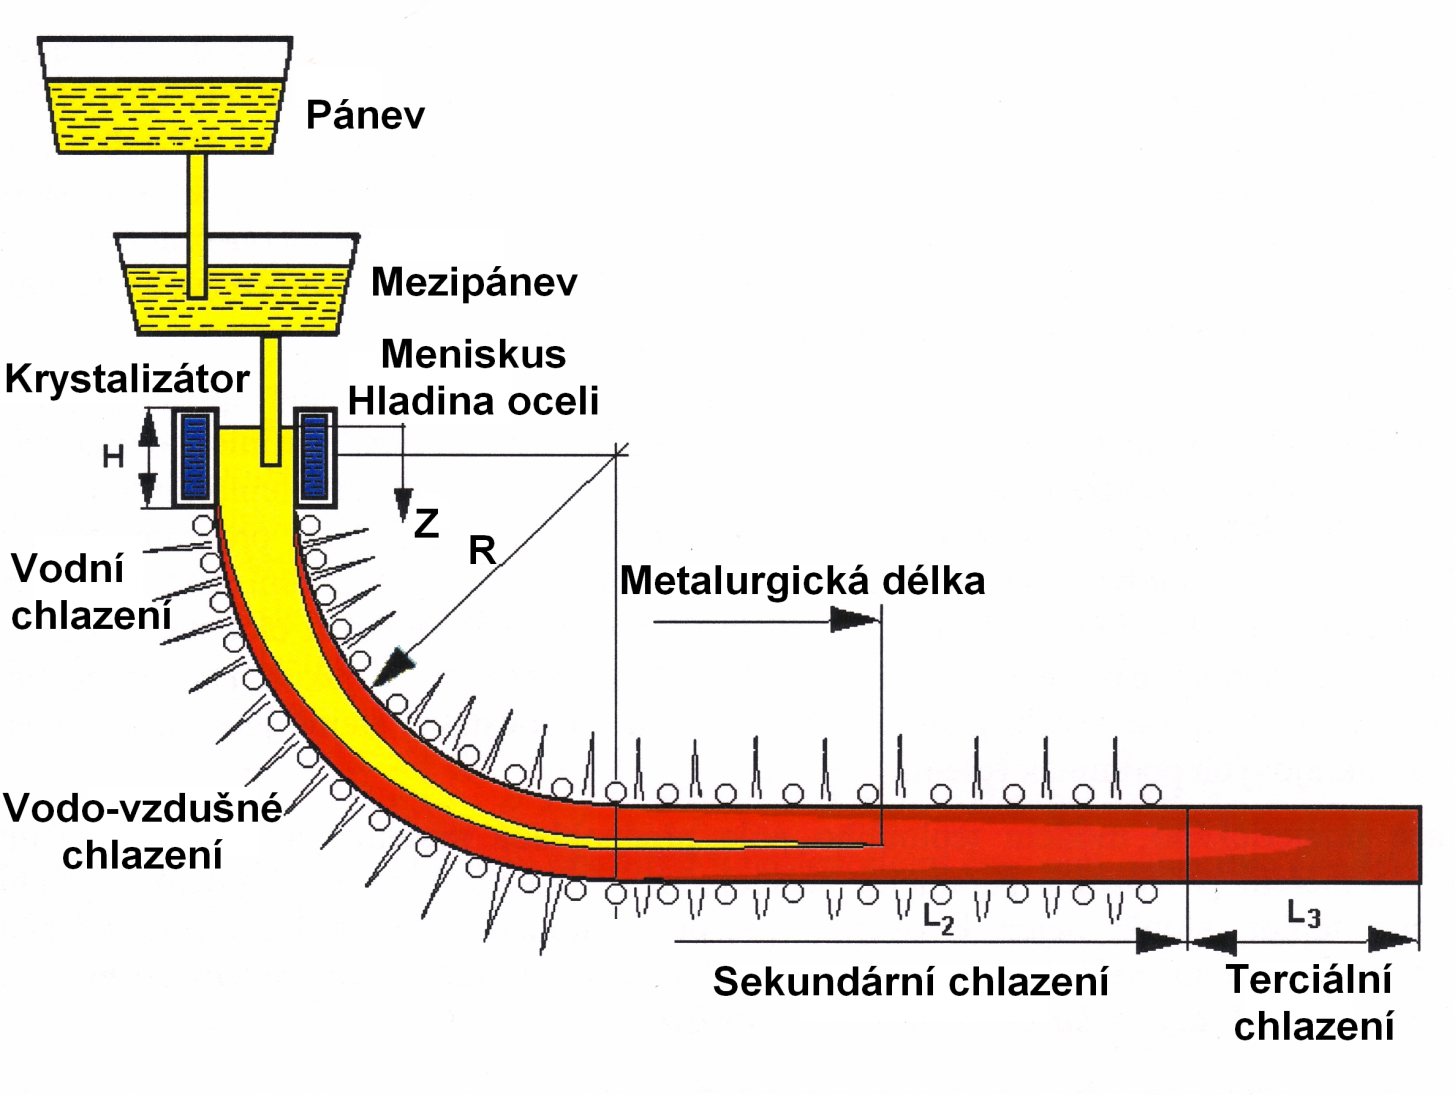 Pánev
Mezipánev
Meniskus
Hladina oceli
Krystalizátor
H
Z
R
Vodní
chlazení
Metalurgická délka
Vodo-vzdušné
chlazení
L2
L3
Sekundární chlazení
Terciální
chlazení